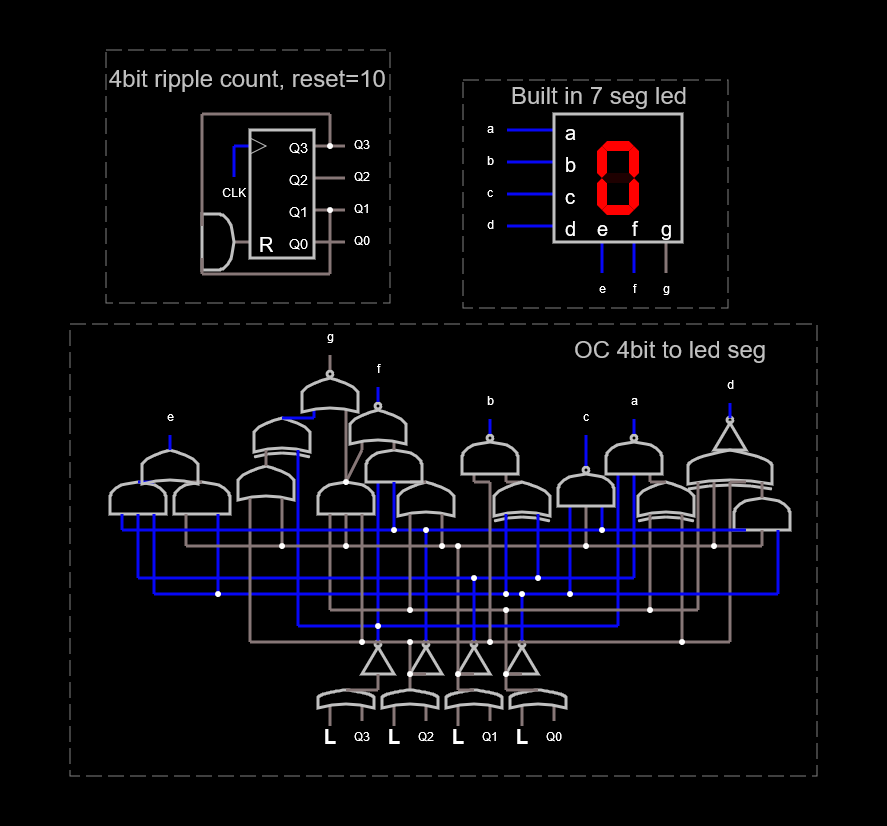 4bit ripple count, reset=10
Q3 Q3
Q2 Q2
CLK
Q1 Q1
R Q0 Q0
Built in 7 seg led
a a
b b
c c
d d e f g
e f g
OC 4bit to led seg
g
f
d
b a
e c
L Q3 L Q2 L Q1 L Q0